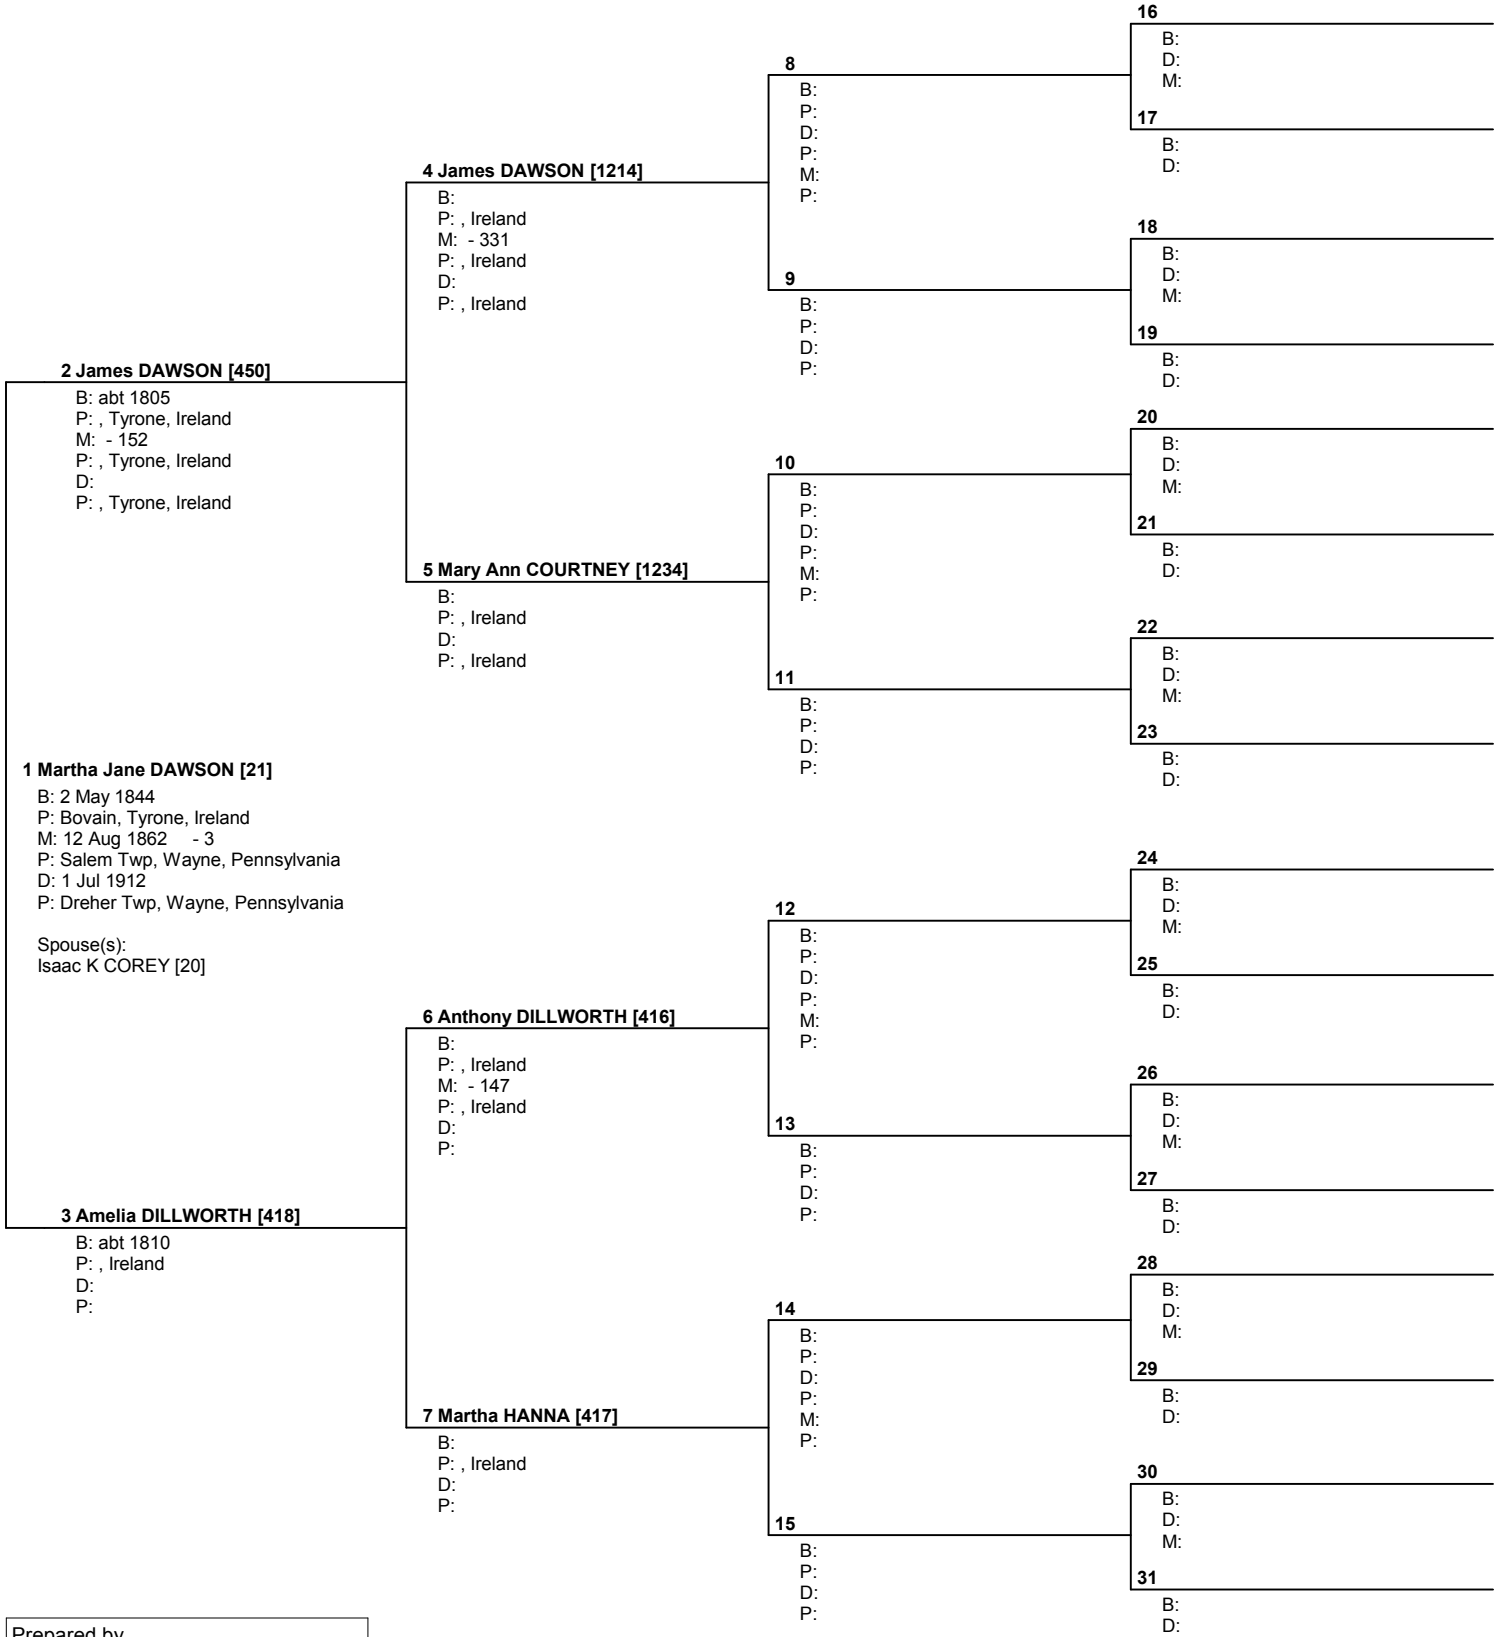 16
B:
D:
M:
8
B:
P:
D:
P:
M:
P:
17
B:
D:
4 James DAWSON [1214]
B:
P: , Ireland
M: - 331
P: , Ireland
D:
P: , Ireland
18
B:
D:
M:
9
B:
P:
D:
P:
19
B:
D:
2 James DAWSON [450]
B: abt 1805
P: , Tyrone, Ireland
M: - 152
P: , Tyrone, Ireland
D:
P: , Tyrone, Ireland
20
B:
D:
M:
10
B:
P:
D:
P:
M:
P:
21
B:
D:
5 Mary Ann COURTNEY [1234]
B:
P: , Ireland
D:
P: , Ireland
22
B:
D:
M:
11
B:
P:
D:
P:
23
B:
D:
1 Martha Jane DAWSON [21]
B: 2 May 1844
P: Bovain, Tyrone, Ireland
M: 12 Aug 1862 - 3
P: Salem Twp, Wayne, Pennsylvania
D: 1 Jul 1912
P: Dreher Twp, Wayne, Pennsylvania
Spouse(s):
Isaac K COREY [20]
24
B:
D:
M:
12
B:
P:
D:
P:
M:
P:
25
B:
D:
6 Anthony DILLWORTH [416]
B:
P: , Ireland
M: - 147
P: , Ireland
D:
P:
26
B:
D:
M:
13
B:
P:
D:
P:
27
B:
D:
3 Amelia DILLWORTH [418]
B: abt 1810
P: , Ireland
D:
P:
28
B:
D:
M:
14
B:
P:
D:
P:
M:
P:
29
B:
D:
7 Martha HANNA [417]
B:
P: , Ireland
D:
P:
30
B:
D:
M:
15
B:
P:
D:
P:
31
B:
D:
Prepared by